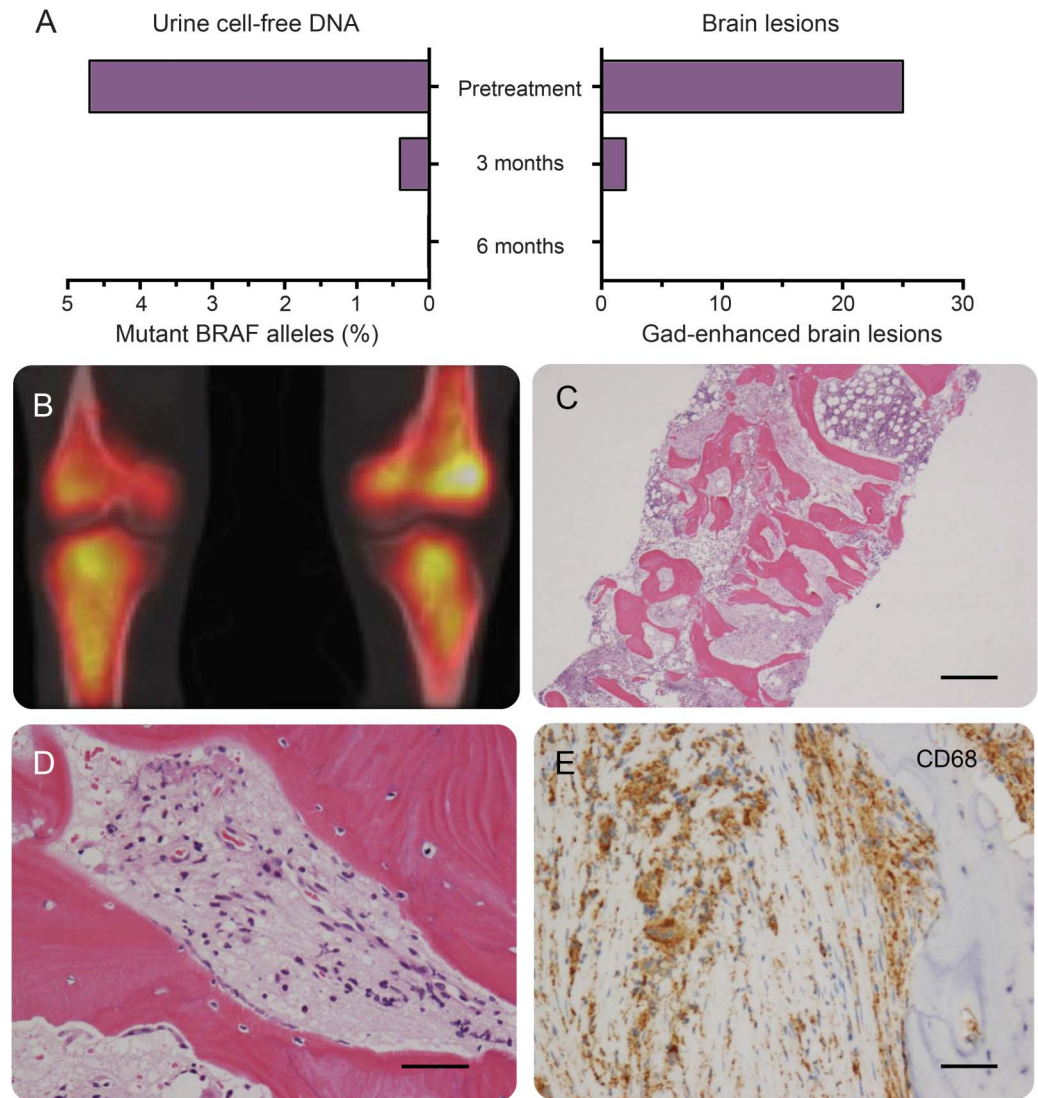 A
Urine cell-free DNA
Brain lesions
Pretreatment
3 months
6 months
5 4 3 2 1 0
0 10 20 30
Mutant BRAF alleles (%)
Gad-enhanced brain lesions
B
C
D
E
CD68